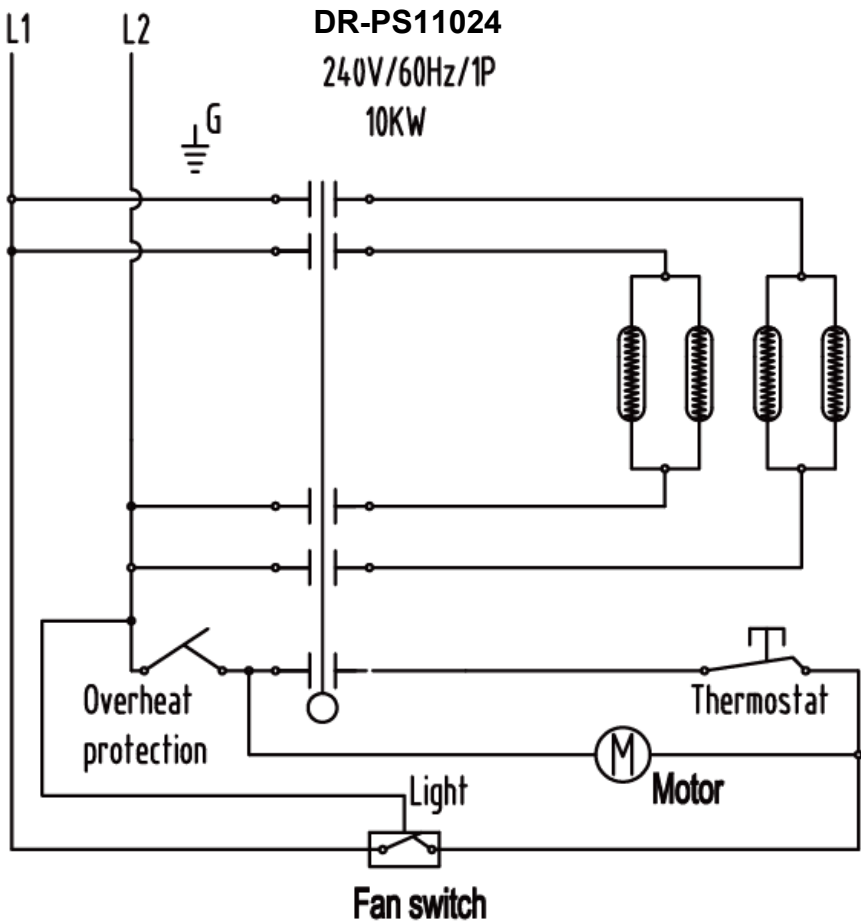 L1 L2 DR-PS11024
240V/60Hz/1P
10KW
G
Overheat
protection
Thermostat
M Motor
Light
Fan switch